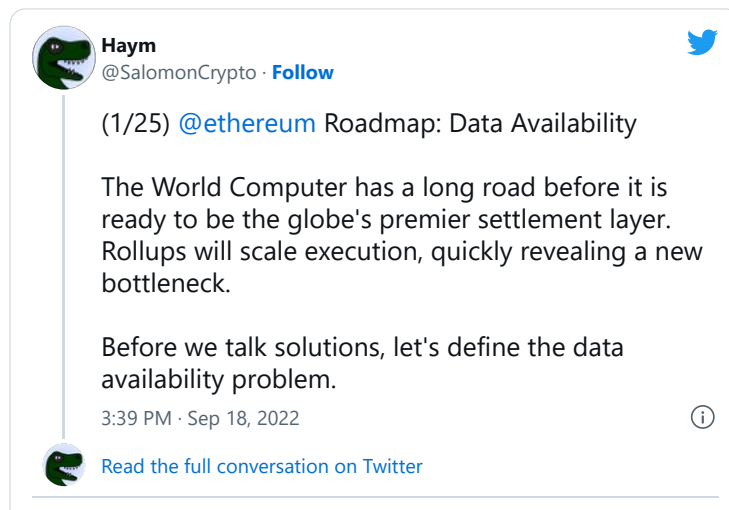 Haym
@SalomonCrypto · Follow
(1/25) @ethereum Roadmap: Data Availability
The World Computer has a long road before it is
ready to be the globe's premier settlement layer.
Rollups will scale execution, quickly revealing a new
bottleneck.
Before we talk solutions, let's define the data
availability problem.
3:39 PM · Sep 18, 2022
Read the full conversation on Twitter